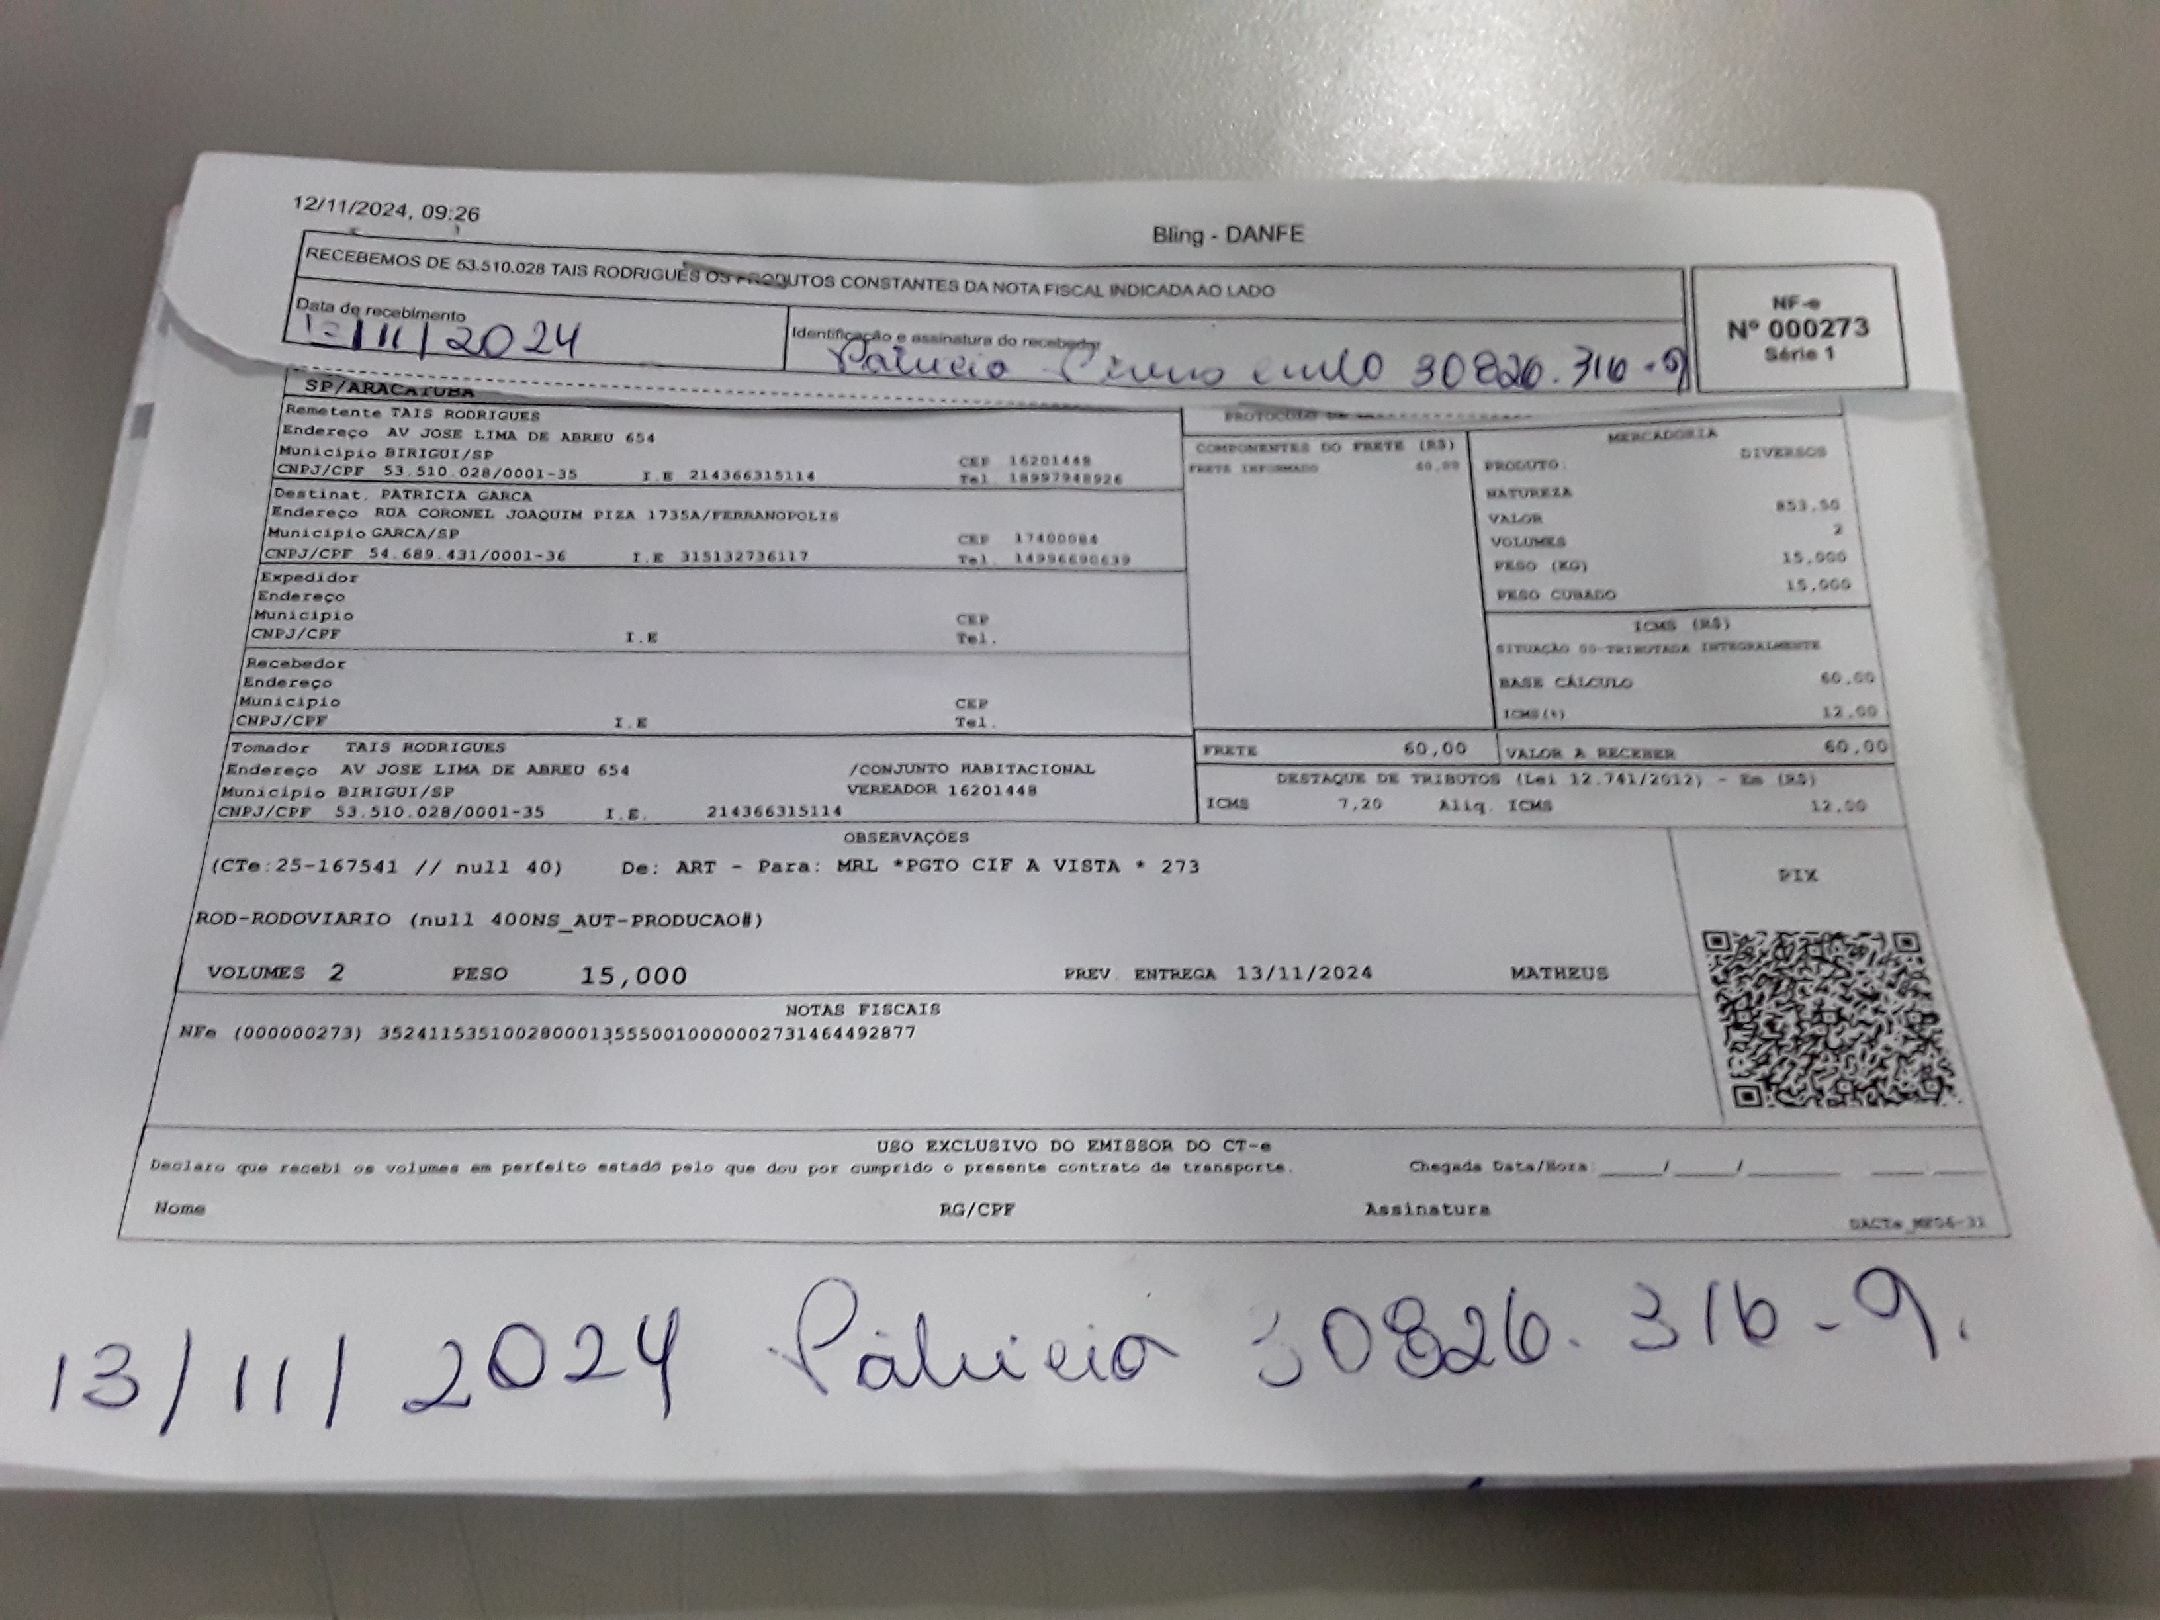 12/11/2024, 09:26
Bling - DANFE
RECEBEMOS DE 53.510.028 TAIS RODRIGUES OS PRODUTOS CONSTANTES DA NOTA FISCAL INDICADA AO LADO
NF-e
Nº 000273
Série 1
Data de recebimento
/11/2024
Identificação e assinatura do recebedor
Patricia 30826.316-9
SP/ARACATUBA
Remetente TAIS RODRIGUES
Endereço AV JOSE LIMA DE ABREU 654
Municipio BIRIGUI/SP CEP 16201448
CNPJ/CPF 53.510.028/0001-35 I.E 214366315114 Tel. 18997948926
Destinat. PATRICIA GARCA
Endereço RUA CORONEL JOAQUIM PIZA 1735A/FERRANOPOLIS
Municipio GARCA/SP CEP 17400084
CNPJ/CPF 54.689.431/0001-36 I.E 315132736117 Tel. 14996690639
Expedidor
Endereço
Municipio CEP
CNPJ/CPF I.E Tel.
Recebedor
Endereço
Municipio CEP
CNPJ/CPF I.E Tel.
Tomador TAIS RODRIGUES
Endereço AV JOSE LIMA DE ABREU 654 /CONJUNTO HABITACIONAL
Municipio BIRIGUI/SP VEREADOR 16201448
CNPJ/CPF 53.510.028/0001-35 I.E. 214366315114
COMPONENTES DO FRETE (R$)
FRETE INFORMADO 60,00
MERCADORIA
PRODUTO: DIVERSOS
NATUREZA
VALOR 853,50
VOLUMES 2
PESO (KG) 15,000
PESO CUBADO 15,000
ICMS (R$)
SITUAÇÃO 00-TRIBUTADA INTEGRALMENTE
BASE CÁLCULO 60,00
ICMS(%) 12,00
FRETE 60,00 VALOR A RECEBER 60,00
DESTAQUE DE TRIBUTOS (Lei 12.741/2012) - Em (R$)
ICMS 7,20 Aliq. ICMS 12,00
OBSERVAÇÕES
(CTe:25-167541 // null 40) De: ART - Para: MRL *PGTO CIF A VISTA * 273
PIX
ROD-RODOVIARIO (null 400NS_AUT-PRODUCAO#)
VOLUMES 2 PESO 15,000 PREV. ENTREGA 13/11/2024 MATHEUS
NOTAS FISCAIS
NFe (000000273) 35241153510028000135550010000002731464492877
USO EXCLUSIVO DO EMISSOR DO CT-e
Declaro que recebi os volumes em perfeito estado pelo que dou por cumprido o presente contrato de transporte. Chegada Data/Hora: ____/____/____
Nome RG/CPF Assinatura
13/11/2024 Patricia 30826.316-9.